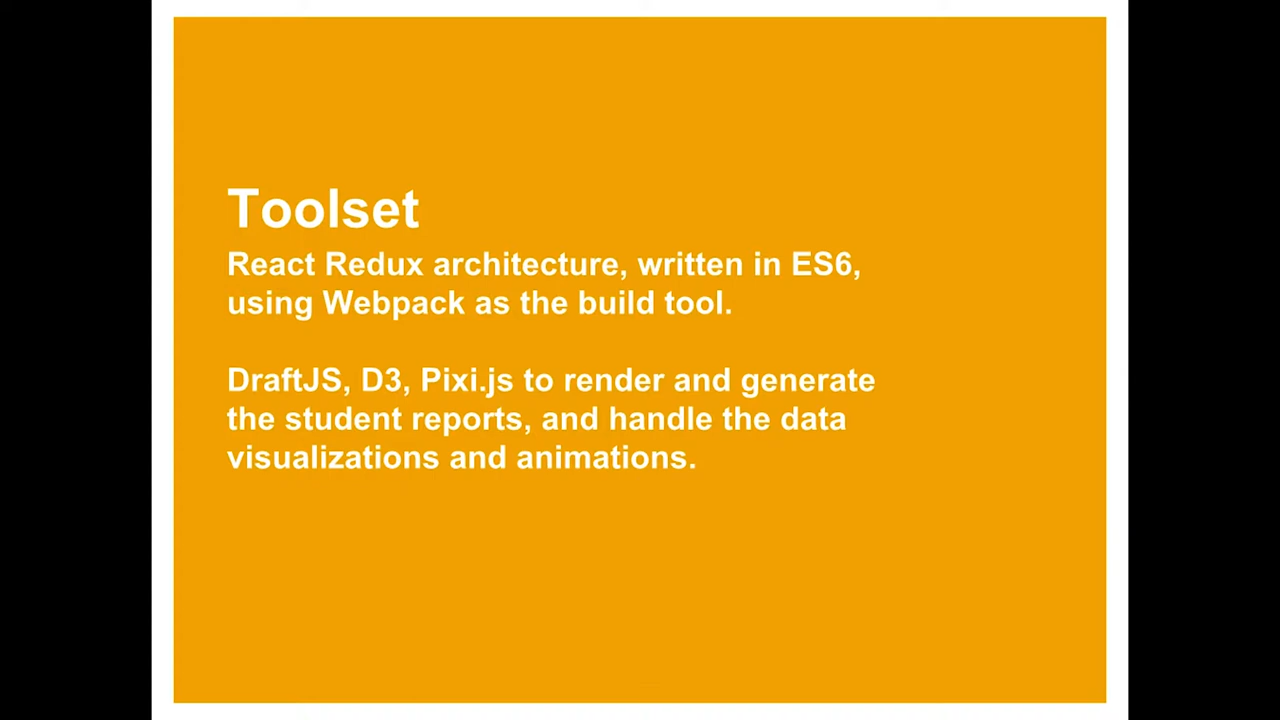 Toolset
React Redux architecture, written in ES6,
using Webpack as the build tool.
DraftJS, D3, Pixi.js to render and generate
the student reports, and handle the data
visualizations and animations.